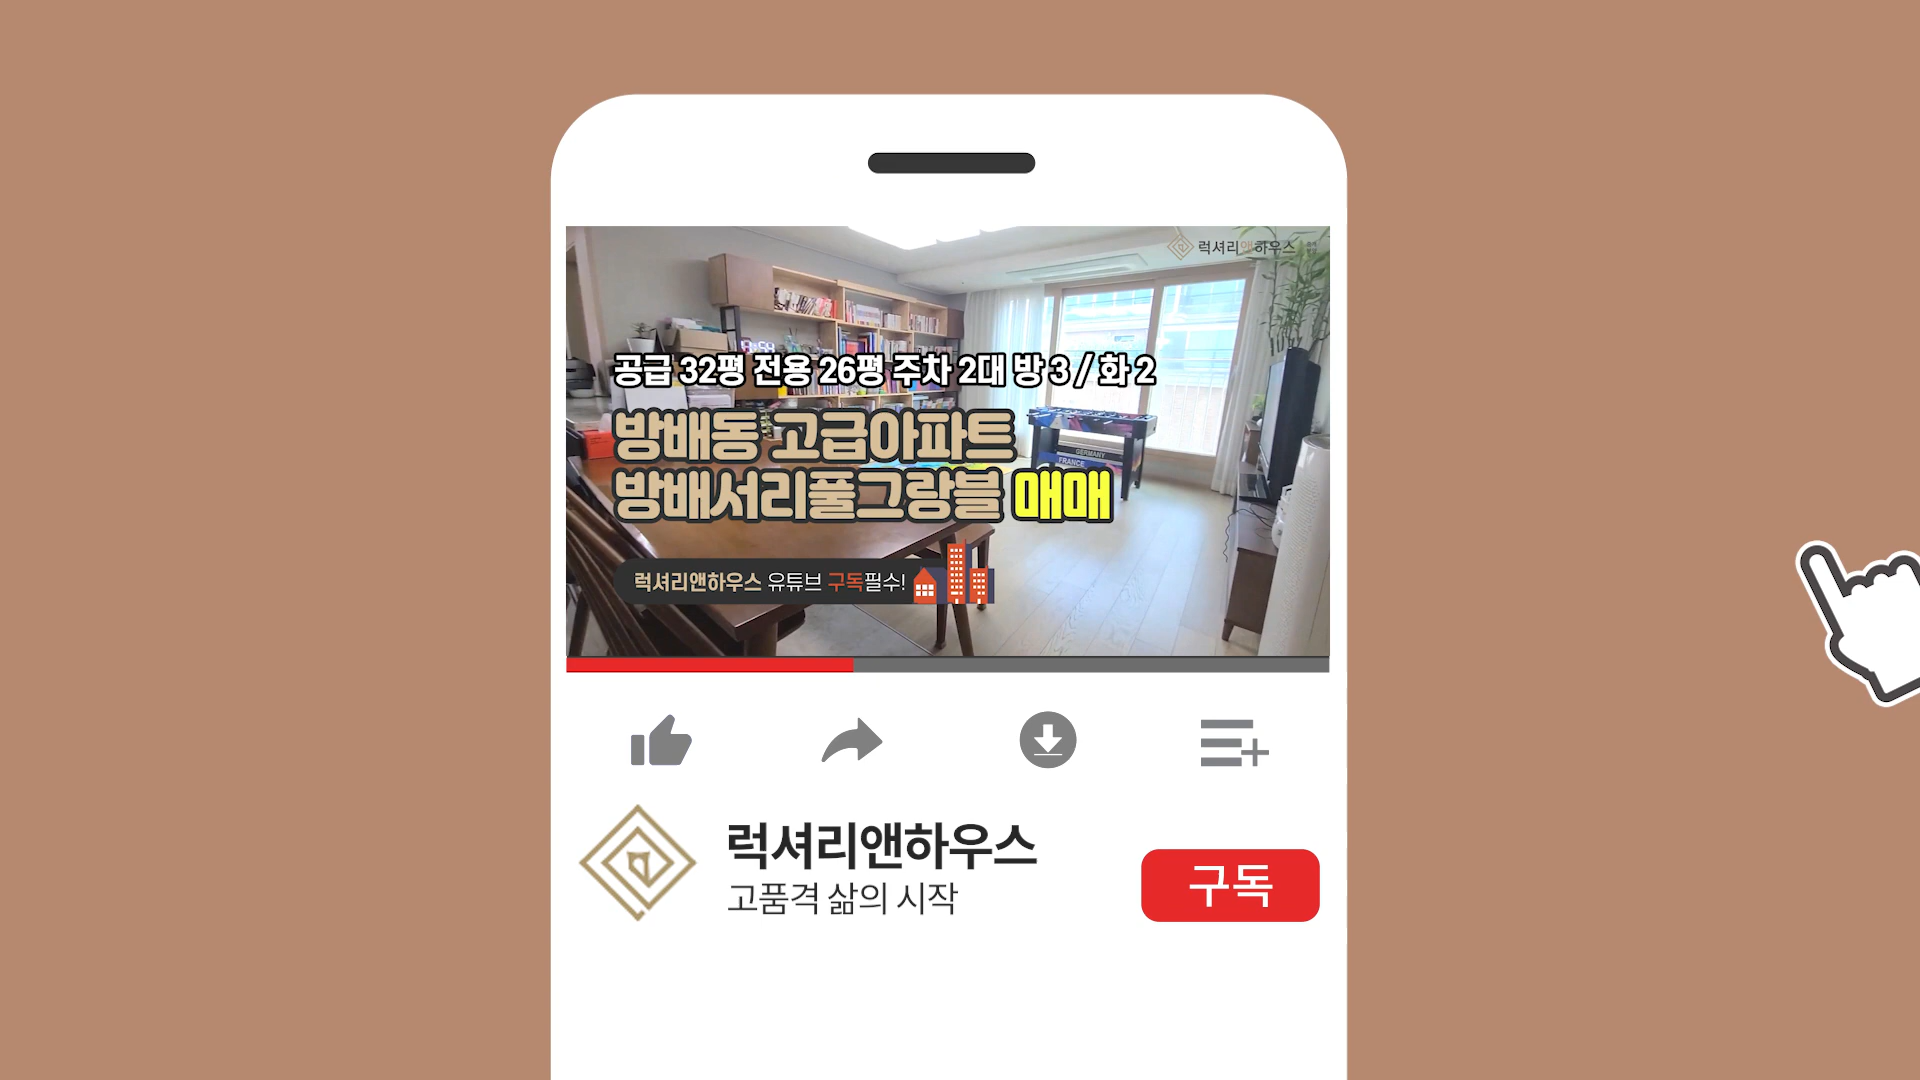 럭셔리앤하우스
공급 32평 전용 26평 주차 2대 방 3 / 화 2
방배동 고급아파트
방배서리풀그랑블 매매
GERMANY
FRANCE
럭셔리앤하우스 유튜브 구독필수!
럭셔리앤하우스
고품격 삶의 시작
구독